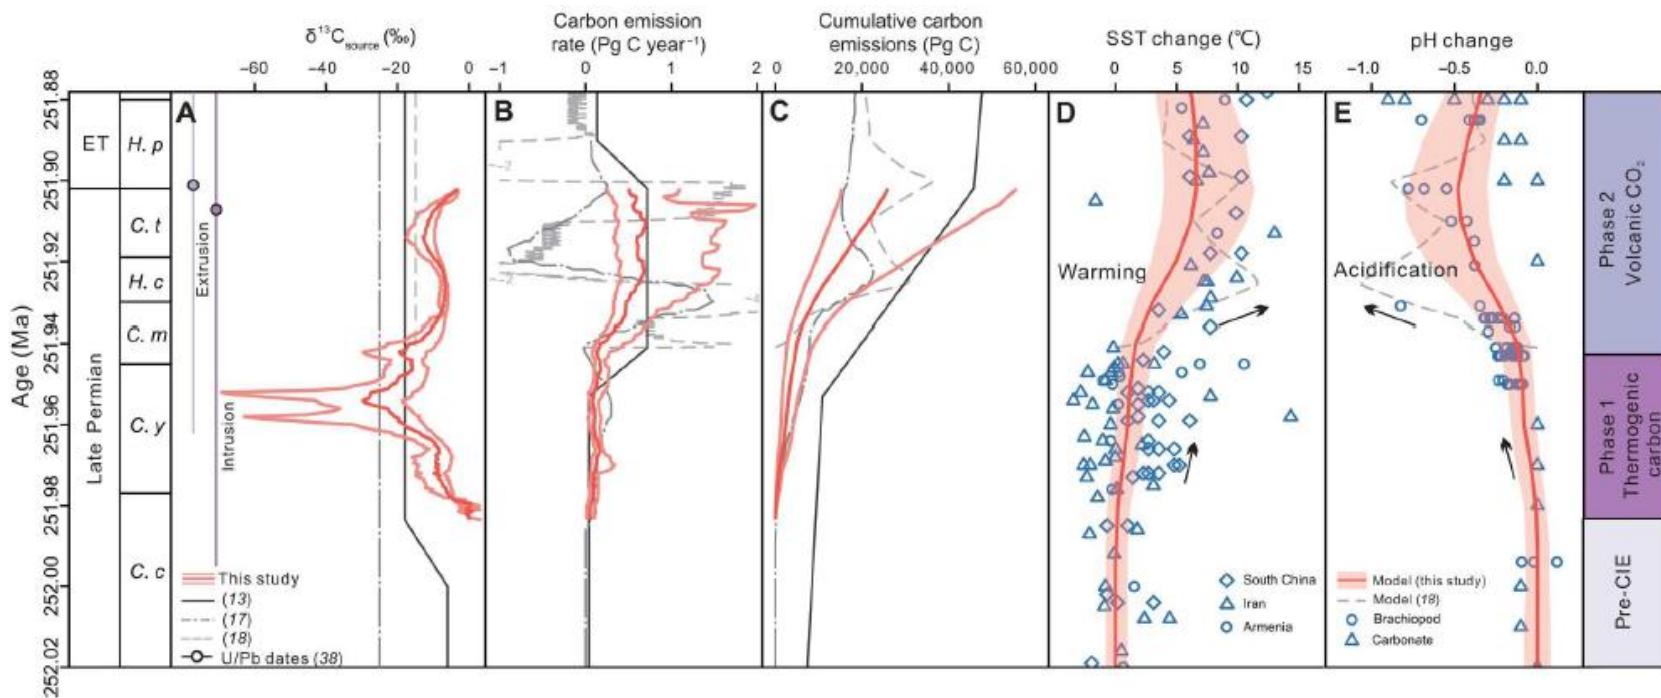 δ¹³C source (‰)
−60 −40 −20 0
Carbon emission
rate (Pg C year⁻¹)
−1 0 1 2
Cumulative carbon
emissions (Pg C)
0 20,000 40,000 60,000
SST change (℃)
0 5 10 15
pH change
−1.0 −0.5 0.0
Age (Ma)
251.88
251.90
251.92
251.94
251.96
251.98
252.00
252.02
ET
Late Permian
H. p
C. t
H. c
C. m
C. y
C. c
A
Extrusion
Intrusion
This study
(13)
(17)
(18)
U/Pb dates (38)
B
C
D
Warming
South China
Iran
Armenia
E
Acidification
Model (this study)
Model (18)
Brachiopod
Carbonate
Phase 2
Volcanic CO₂
Phase 1
Thermogenic
carbon
Pre-CIE